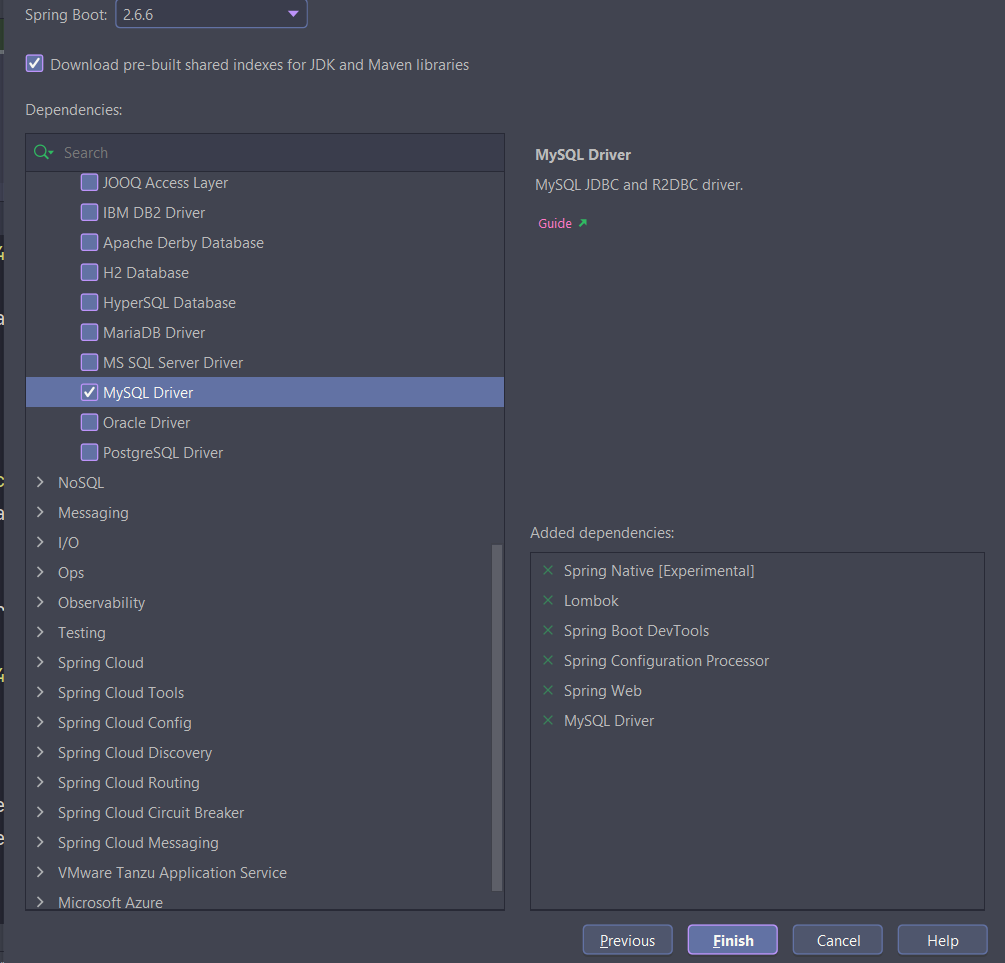 Spring Boot: 2.6.6
Download pre-built shared indexes for JDK and Maven libraries
Dependencies:
Search
JOOQ Access Layer
IBM DB2 Driver
Apache Derby Database
H2 Database
HyperSQL Database
MariaDB Driver
MS SQL Server Driver
MySQL Driver
Oracle Driver
PostgreSQL Driver
NoSQL
Messaging
I/O
Ops
Observability
Testing
Spring Cloud
Spring Cloud Tools
Spring Cloud Config
Spring Cloud Discovery
Spring Cloud Routing
Spring Cloud Circuit Breaker
Spring Cloud Messaging
VMware Tanzu Application Service
Microsoft Azure
MySQL Driver
MySQL JDBC and R2DBC driver.
Guide
Added dependencies:
Spring Native [Experimental]
Lombok
Spring Boot DevTools
Spring Configuration Processor
Spring Web
MySQL Driver
Previous
Finish
Cancel
Help